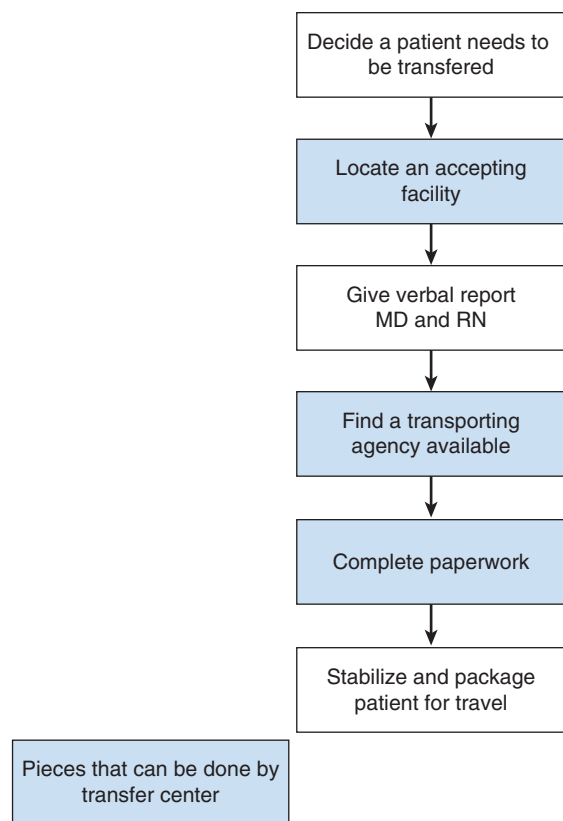 Decide a patient needs to
be transfered
Locate an accepting
facility
Give verbal report
MD and RN
Find a transporting
agency available
Complete paperwork
Stabilize and package
patient for travel
Pieces that can be done by
transfer center